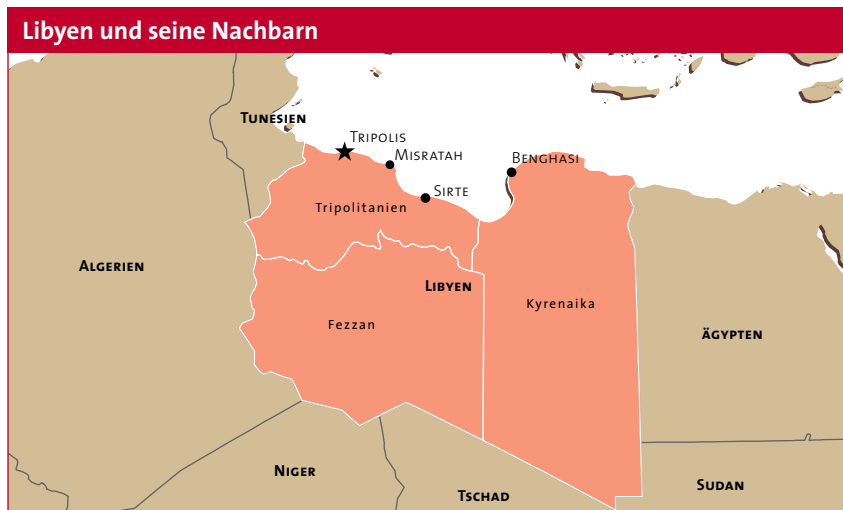 Libyen und seine Nachbarn
TUNESIEN
TRIPOLIS
MISRATAH
BENGHASI
SIRTE
Tripolitanien
ALGERIEN
LIBYEN
Kyrenaika
Fezzan
ÄGYPTEN
NIGER
TSCHAD
SUDAN